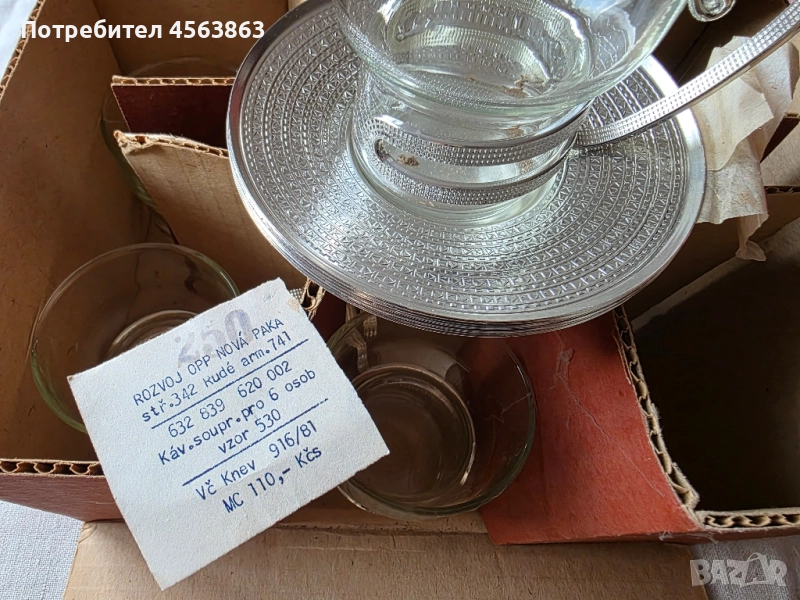 Потребител 4563863
250
ROZVOJ OPP NOVÁ PAKA
stř.342 Rudé arm.741
632 839 620 002
Káv.soupr.pro 6 osob
vzor 530
Vč Knev 916/81
MC 110,- Kčs
BAZAR